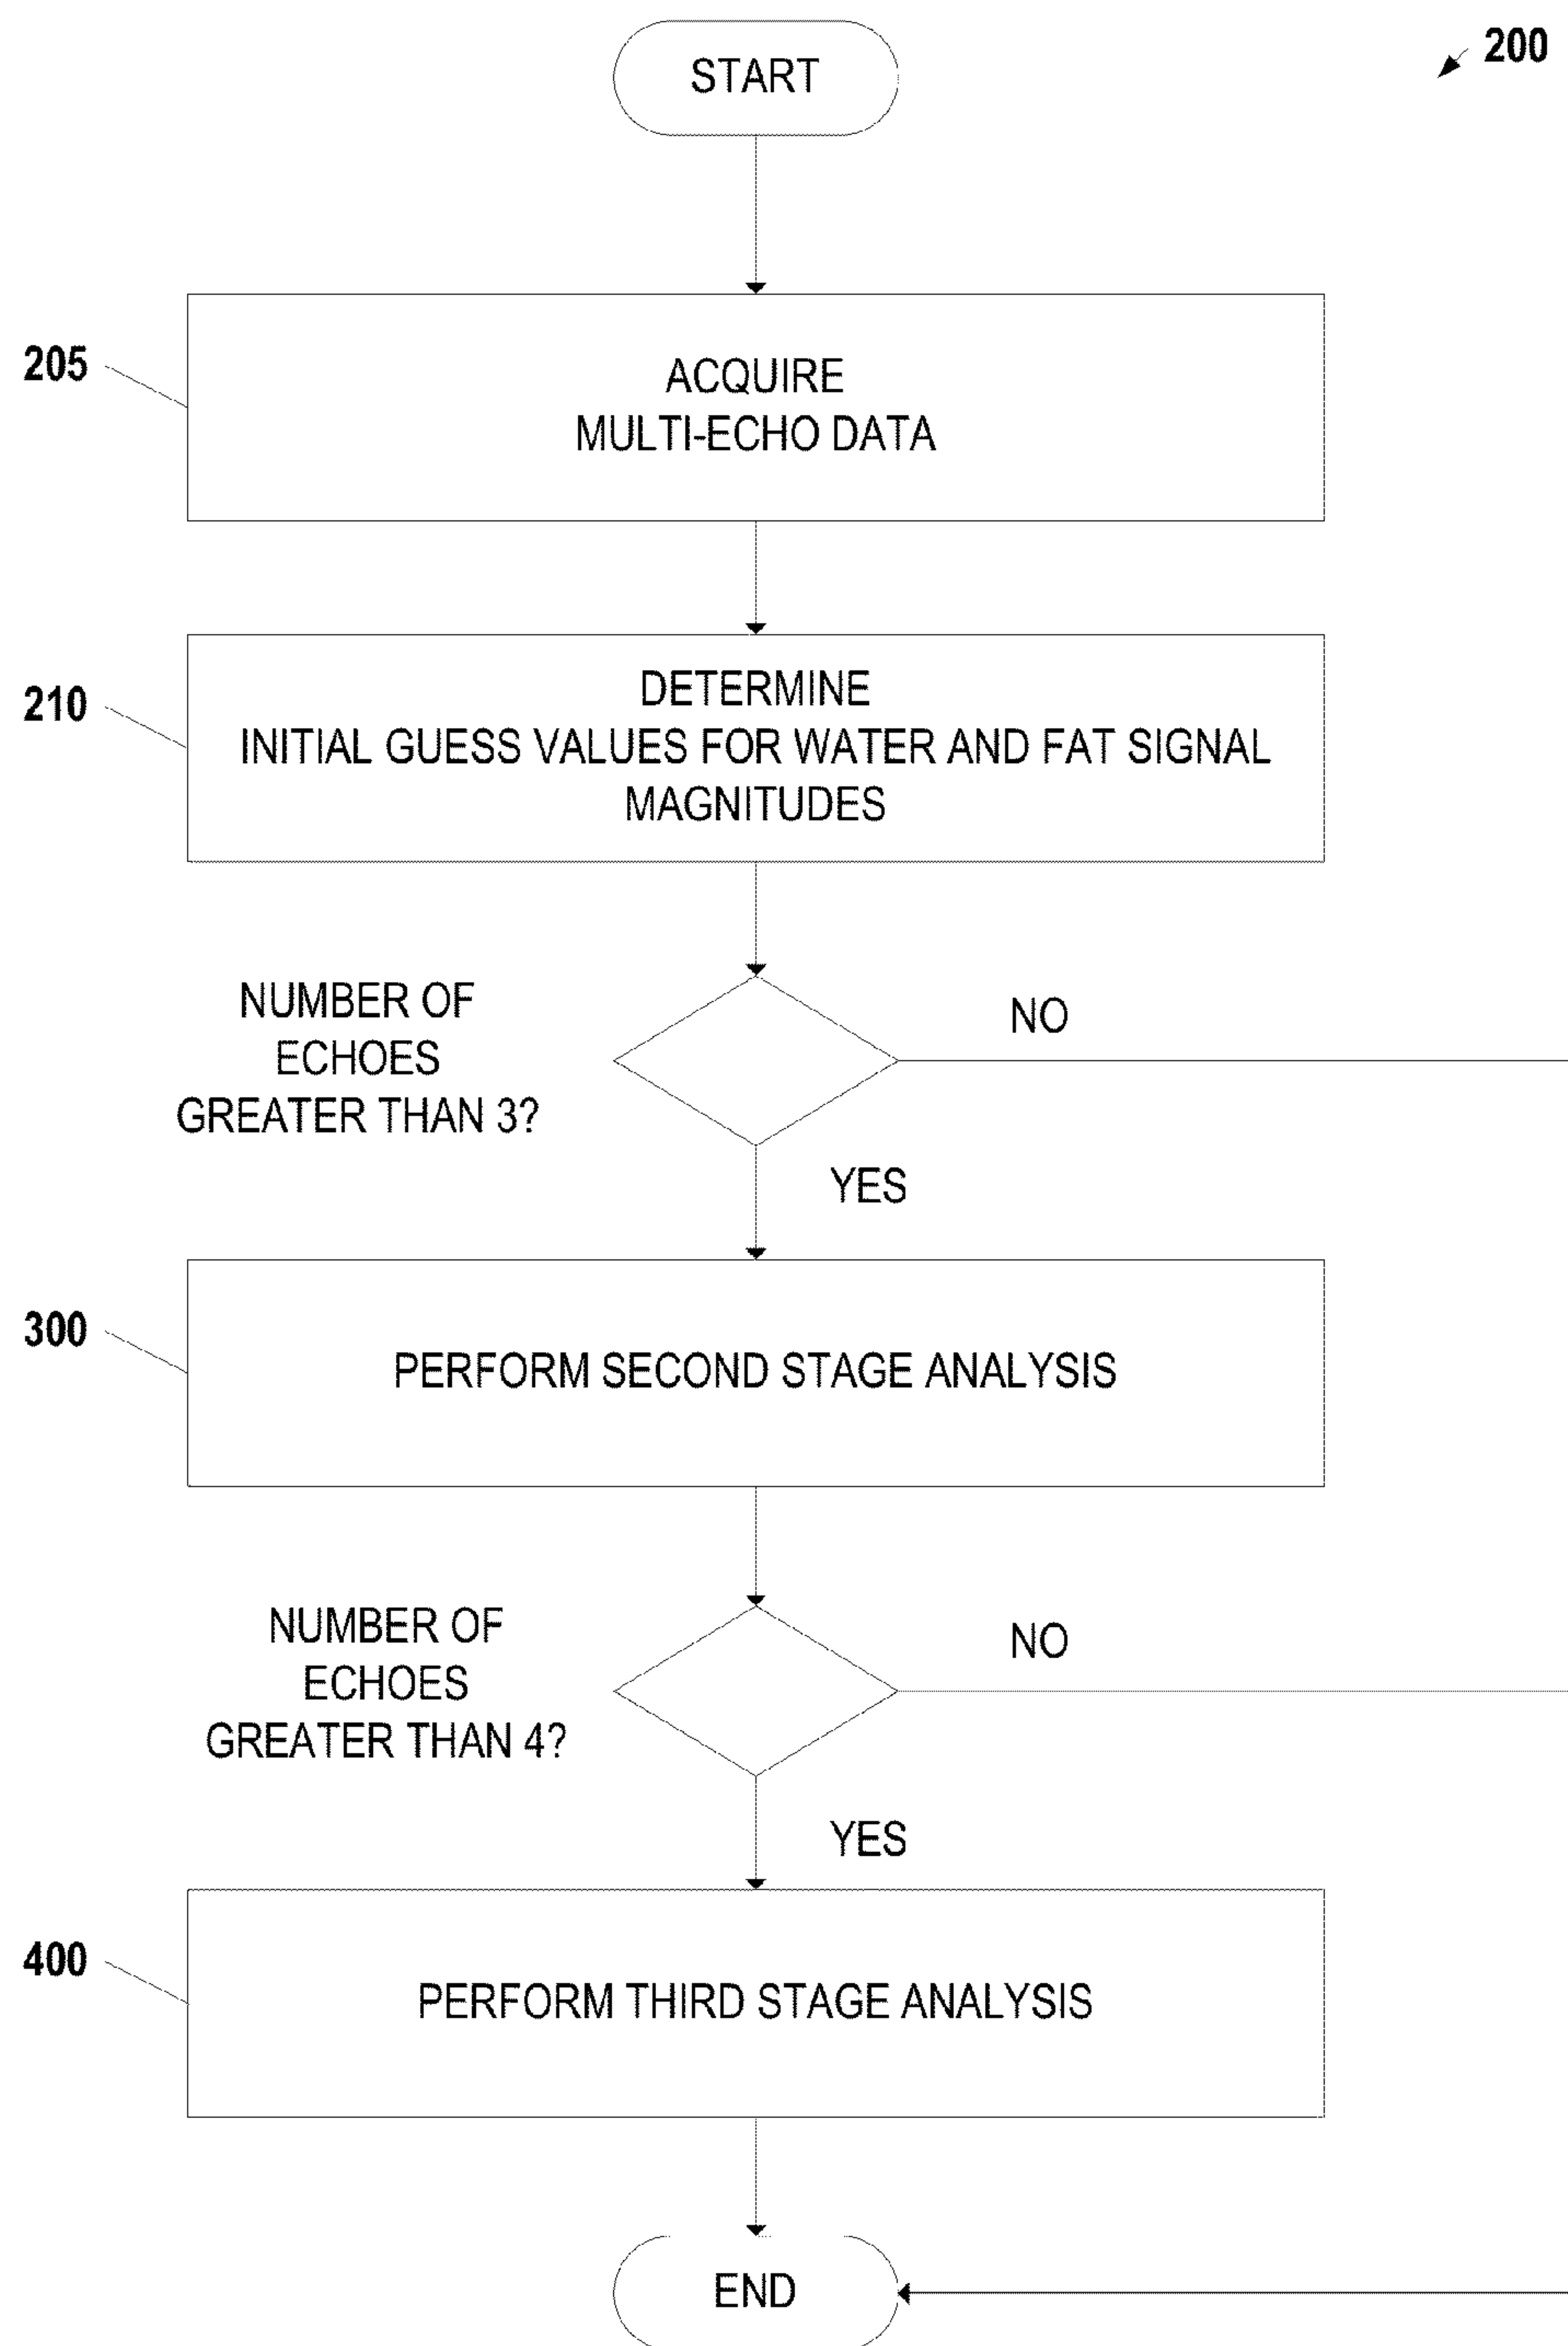 START
200
205
ACQUIRE
MULTI-ECHO DATA
210
DETERMINE
INITIAL GUESS VALUES FOR WATER AND FAT SIGNAL
MAGNITUDES
NUMBER OF
ECHOES
GREATER THAN 3?
NO
YES
300
PERFORM SECOND STAGE ANALYSIS
NUMBER OF
ECHOES
GREATER THAN 4?
NO
YES
400
PERFORM THIRD STAGE ANALYSIS
END